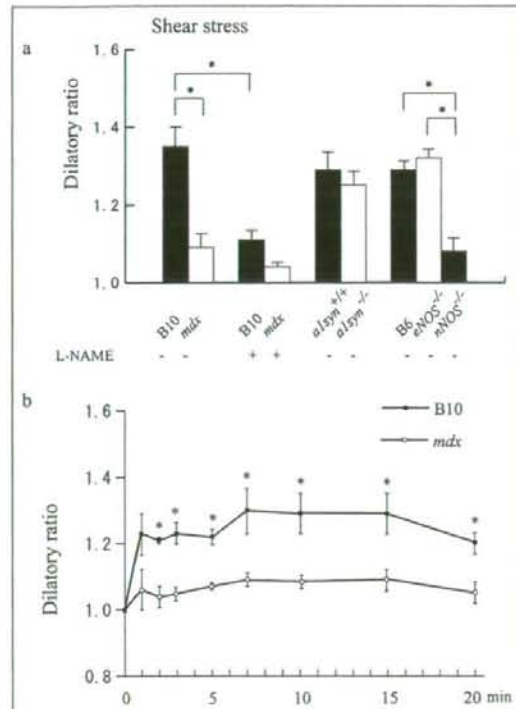 Shear stress
a
Dilatory ratio
1.6
1.4
1.2
1.0
* * * *
B10 mdx B10 mdx a1syn+/+ a1syn-/- B6 eNOS-/- nNOS-/-
L-NAME - - + + - - - - -
b
Dilatory ratio
1.6
1.4
1.2
1.0
0.8
B10
mdx
* * * * * * *
0 5 10 15 20 min